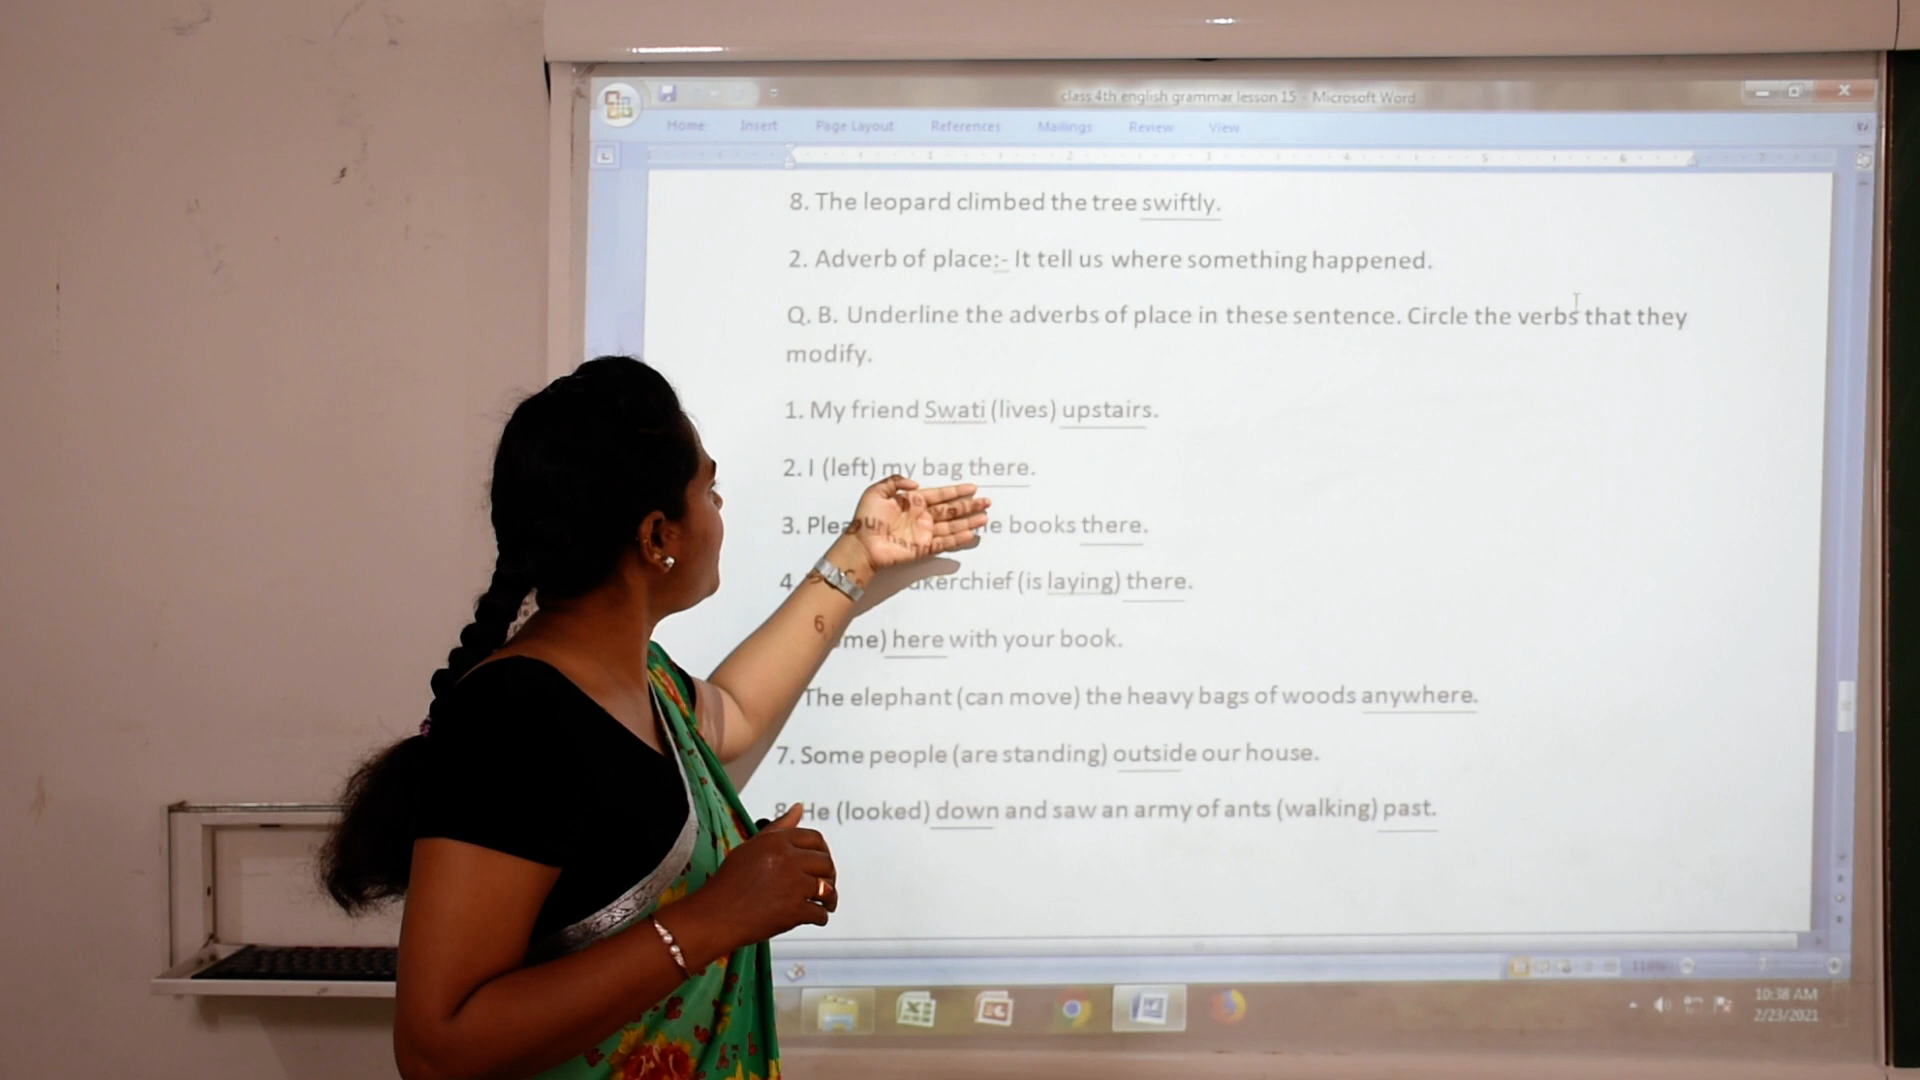 class 4th english grammar lesson 15 - Microsoft Word
Home Insert Page Layout References Mailings Review View
8. The leopard climbed the tree swiftly.
2. Adverb of place:- It tell us where something happened.
Q. B. Underline the adverbs of place in these sentence. Circle the verbs that they
modify.
1. My friend Swati (lives) upstairs.
2. I (left) my bag there.
3. books there.
4. (is laying) there.
here with your book.
The elephant (can move) the heavy bags of woods anywhere.
7. Some people (are standing) outside our house.
8. He (looked) down and saw an army of ants (walking) past.
10:38 AM
2/23/2021